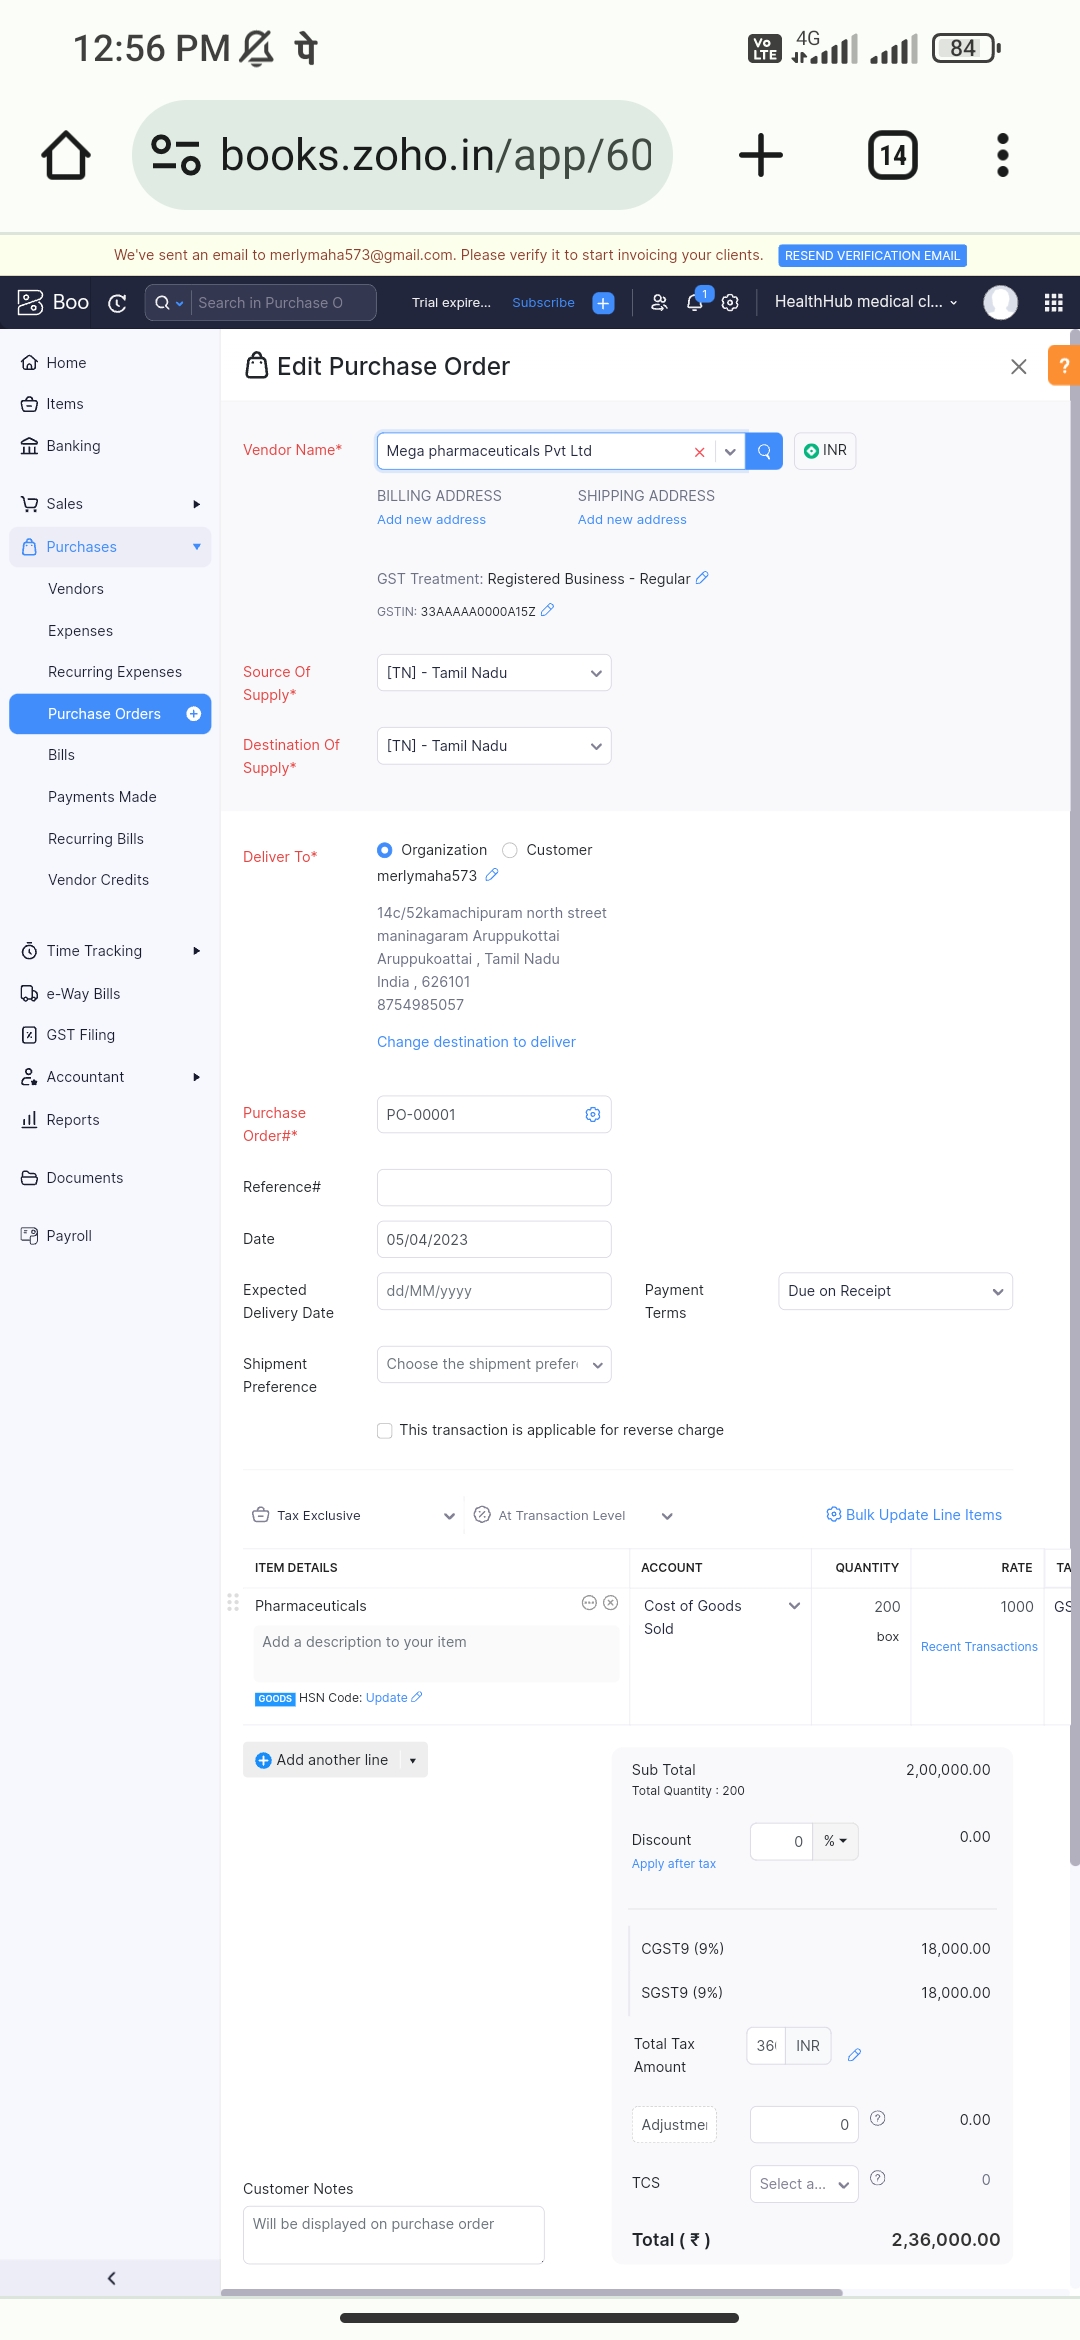 12:56 PM
Vo LTE
4G
84
books.zoho.in/app/60
14
We've sent an email to merlymaha573@gmail.com. Please verify it to start invoicing your clients. RESEND VERIFICATION EMAIL
Boo
Search in Purchase O
Trial expire...
Subscribe
1
HealthHub medical cl...
Home
Items
Banking
Sales
Purchases
Vendors
Expenses
Recurring Expenses
Purchase Orders
Bills
Payments Made
Recurring Bills
Vendor Credits
Time Tracking
e-Way Bills
GST Filing
Accountant
Reports
Documents
Payroll
Edit Purchase Order
?
Vendor Name*
Mega pharmaceuticals Pvt Ltd
INR
BILLING ADDRESS
Add new address
SHIPPING ADDRESS
Add new address
GST Treatment: Registered Business - Regular
GSTIN: 33AAAAA0000A15Z
Source Of
Supply*
[TN] - Tamil Nadu
Destination Of
Supply*
[TN] - Tamil Nadu
Deliver To*
Organization
Customer
merlymaha573
14c/52kamachipuram north street
maninagaram Aruppukottai
Aruppukoattai , Tamil Nadu
India , 626101
8754985057
Change destination to deliver
Purchase
Order#*
PO-00001
Reference#
Date
05/04/2023
Expected
Delivery Date
dd/MM/yyyy
Payment
Terms
Due on Receipt
Shipment
Preference
Choose the shipment prefer
This transaction is applicable for reverse charge
Tax Exclusive
At Transaction Level
Bulk Update Line Items
ITEM DETAILS
ACCOUNT
QUANTITY
RATE
TA
Pharmaceuticals
Add a description to your item
GOODS HSN Code: Update
Cost of Goods
Sold
200
box
1000
Recent Transactions
GS
Add another line
Sub Total
2,00,000.00
Total Quantity : 200
Discount
0
%
0.00
Apply after tax
CGST9 (9%)
18,000.00
SGST9 (9%)
18,000.00
Total Tax
Amount
36
INR
Adjustme
0
?
0.00
TCS
Select a...
?
0
Customer Notes
Will be displayed on purchase order
Total ( ₹ )
2,36,000.00